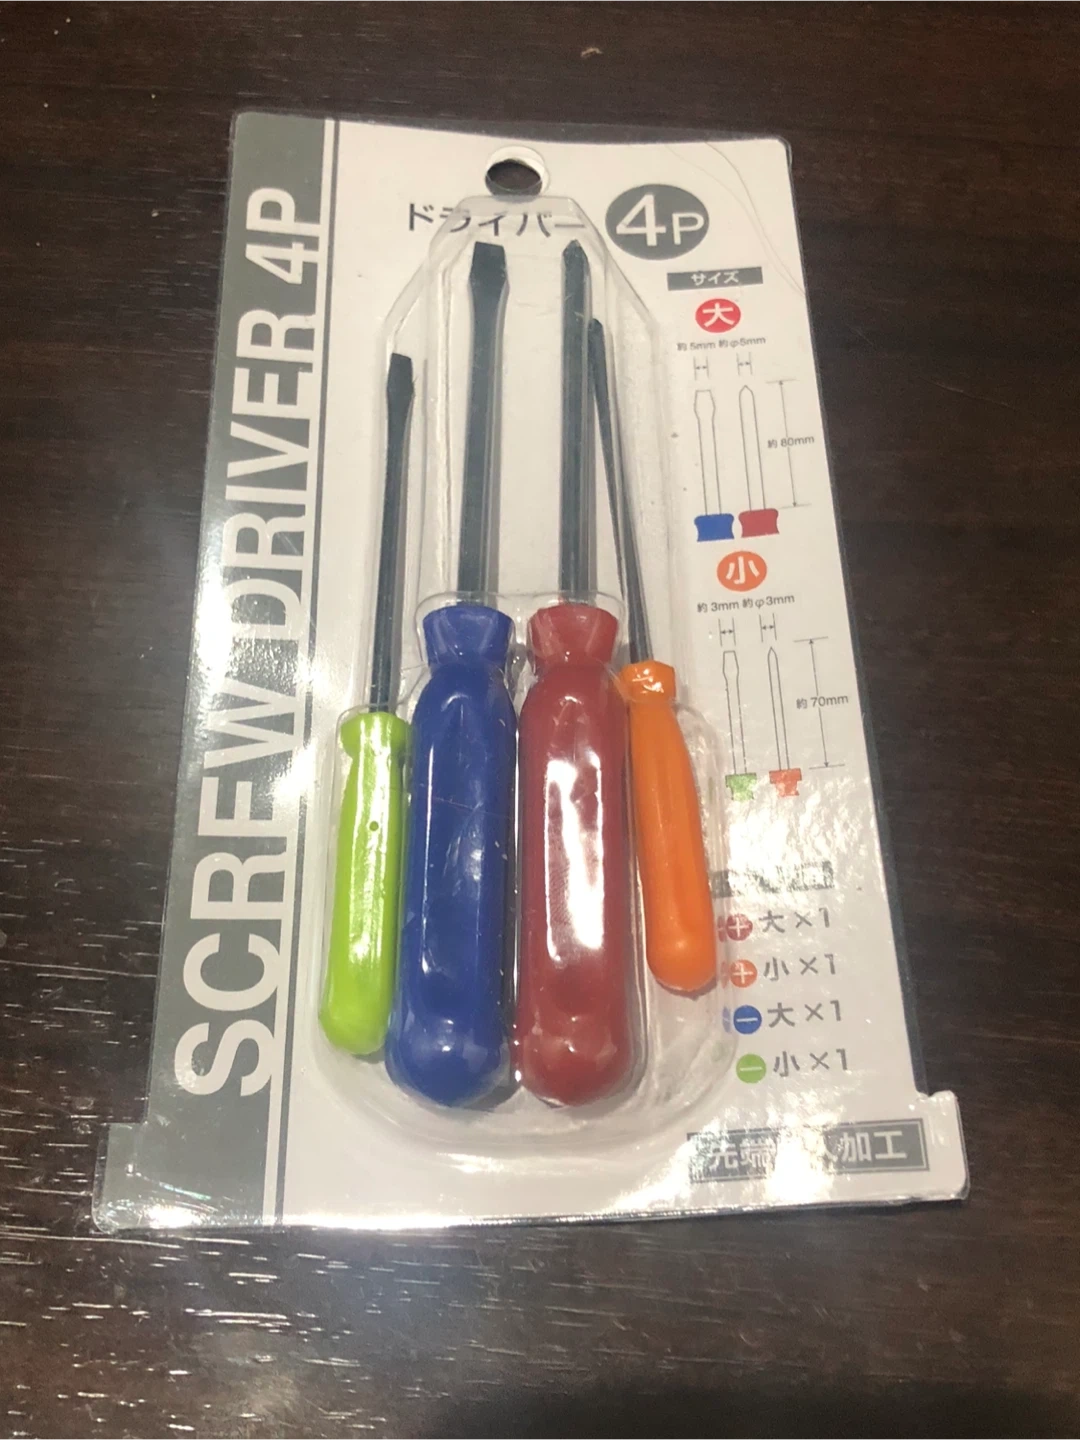 SCREW DRIVER 4P
ドライバー 4P
サイズ
大
約5mm 約φ5mm
約80mm
小
約3mm 約φ3mm
約70mm
大×1
小×1
大×1
小×1
先端 加工